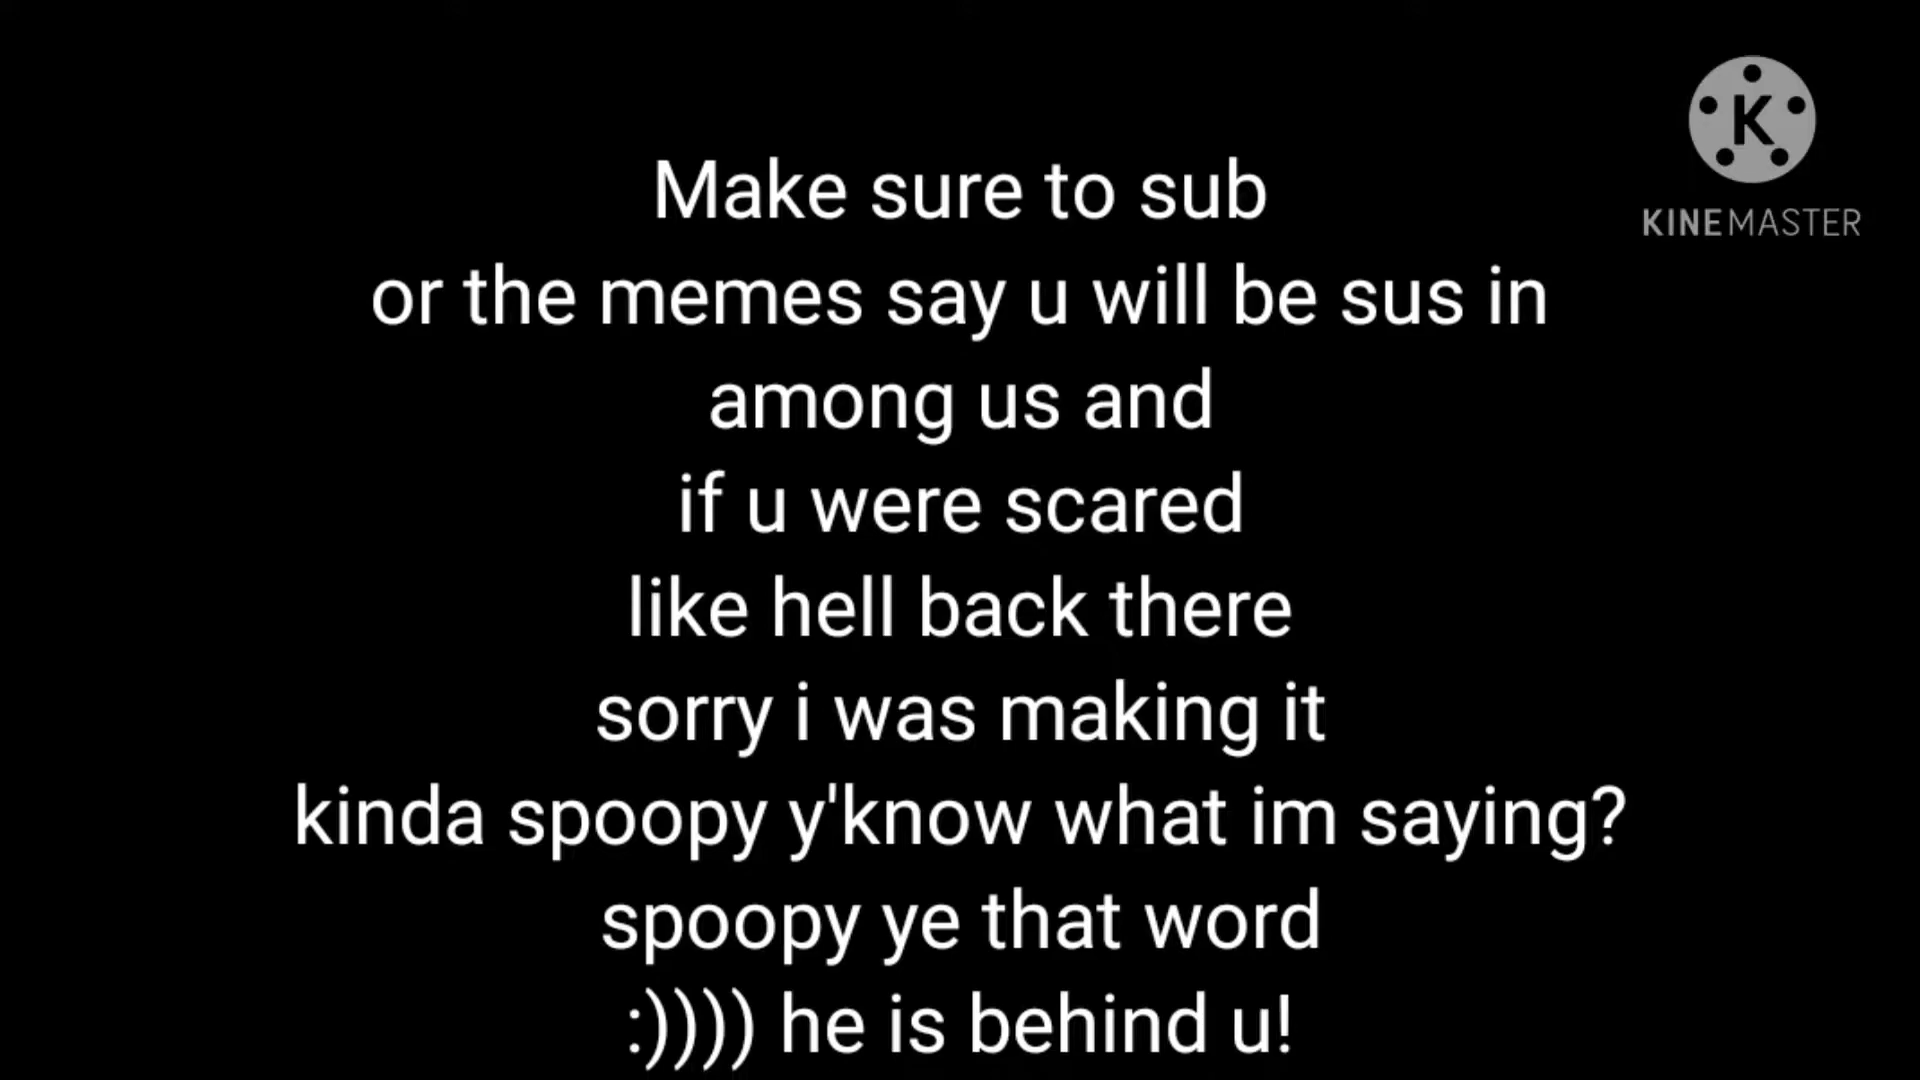 K
KINEMASTER
Make sure to sub
or the memes say u will be sus in
among us and
if u were scared
like hell back there
sorry i was making it
kinda spoopy y'know what im saying?
spoopy ye that word
:)))) he is behind u!